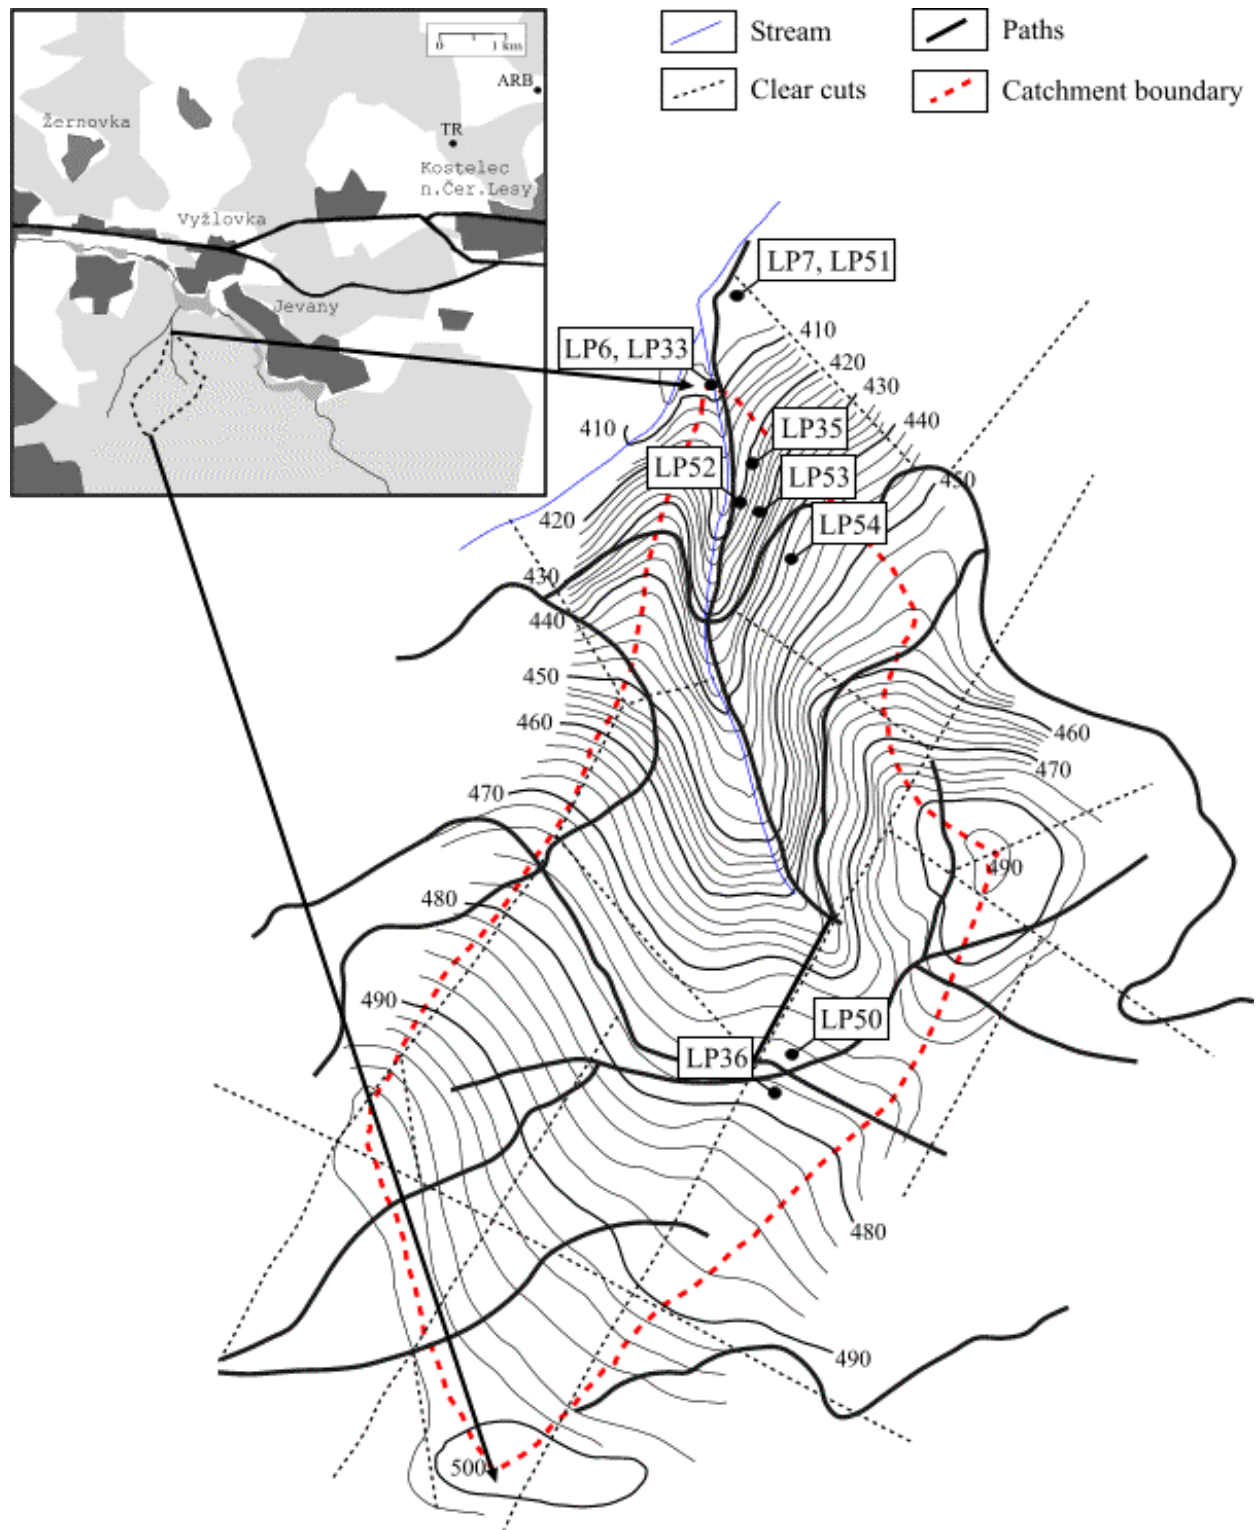 0 1 km
ARB
Žernovka
TR
Kostelec
n.Čer.Lesy
Vyžlovka
Jevany
Stream
Paths
Clear cuts
Catchment boundary
LP7, LP51
410
LP6, LP33
420
430
440
410
LP35
LP52
LP53
450
420
LP54
430
440
450
460
460
470
470
490
480
490
LP50
LP36
480
490
500